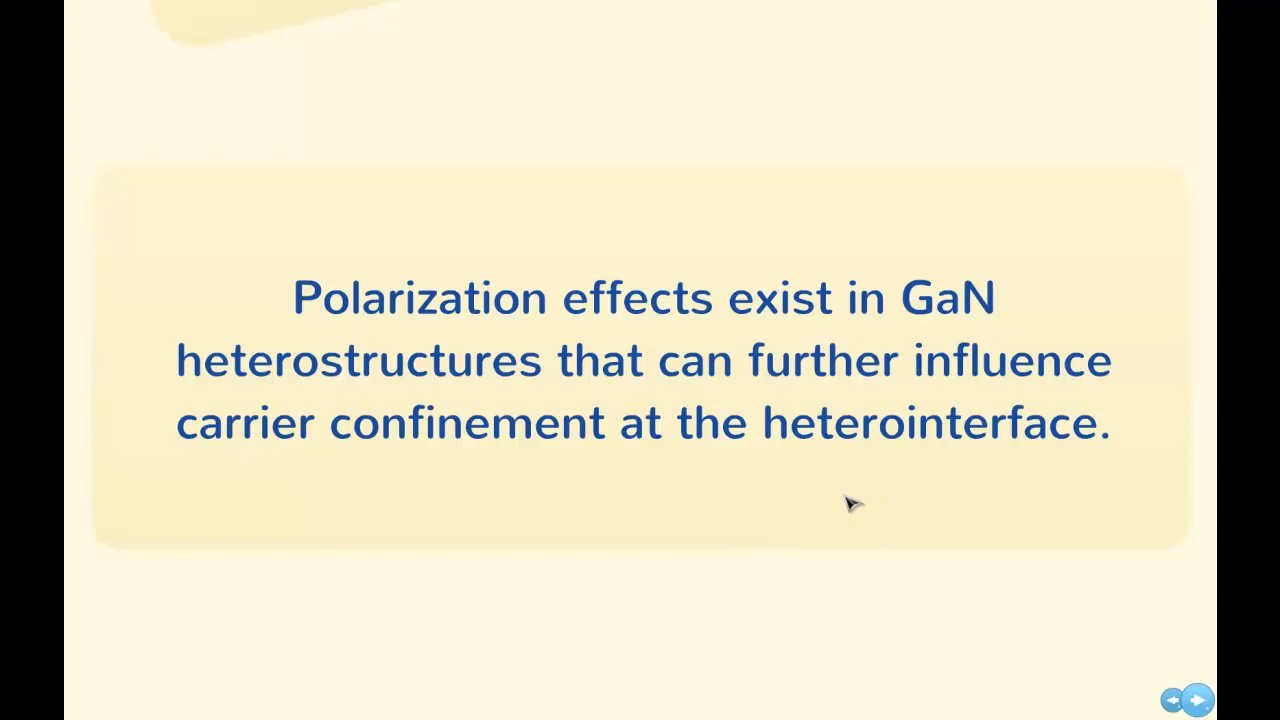 Polarization effects exist in GaN
heterostructures that can further influence
carrier confinement at the heterointerface.